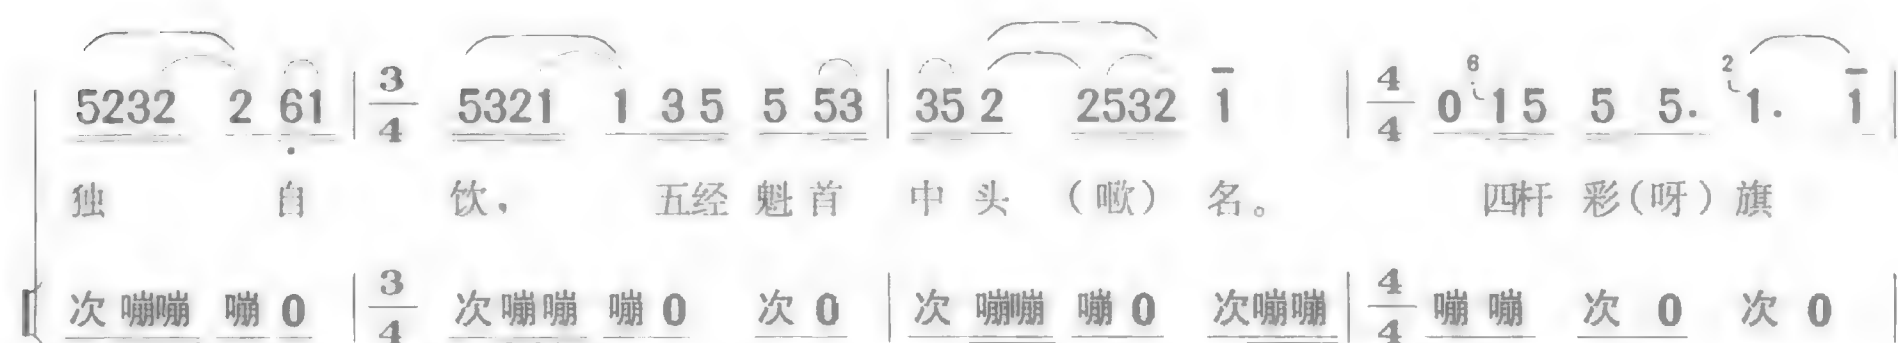 5232 2 61 | 3/4 5321 1 35 5 53 | 35 2 2532 1 | 4/4 0 6 15 5 5. 2 1. 1 |
独 自 饮， 五经 魁首 中头（噷）名。 四杆 彩（呀）旗
次嘣嘣 嘣0 | 3/4 次嘣嘣 嘣0 次0 | 次嘣嘣 嘣0 次嘣嘣 | 4/4 嘣嘣 次0 次0